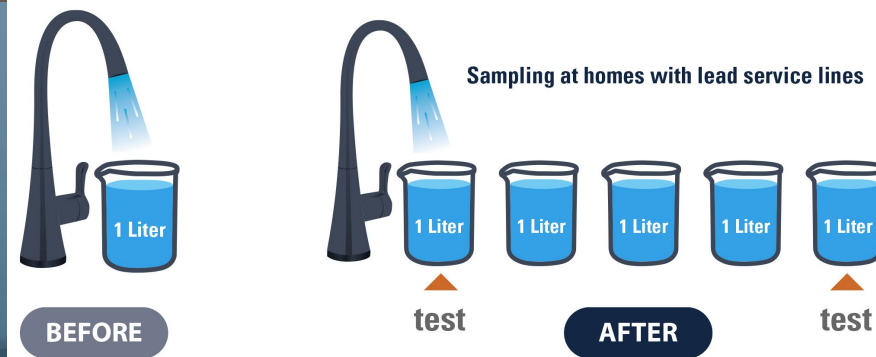 Sampling at homes with lead service lines
1 Liter
1 Liter
1 Liter
1 Liter
1 Liter
1 Liter
test
test
BEFORE
AFTER